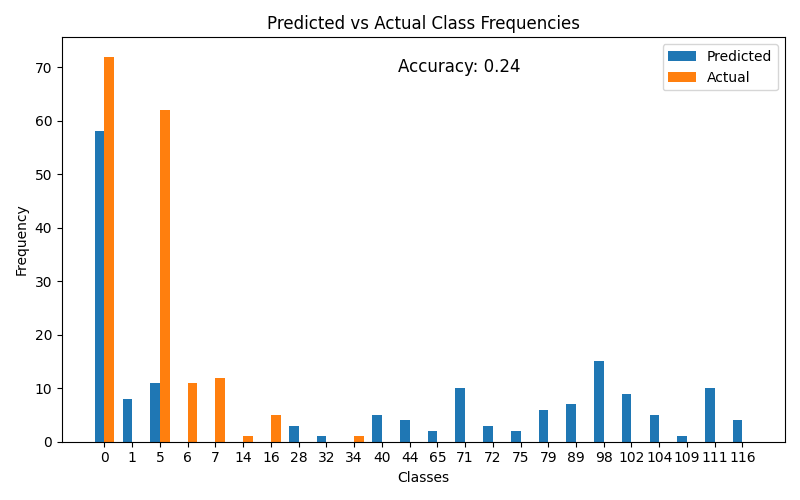 Predicted vs Actual Class Frequencies
Accuracy: 0.24
Predicted
Actual
Frequency
70
60
50
40
30
20
10
0
0 1 5 6 7 14 16 28 32 34 40 44 65 71 72 75 79 89 98 102 104 109 111 116
Classes